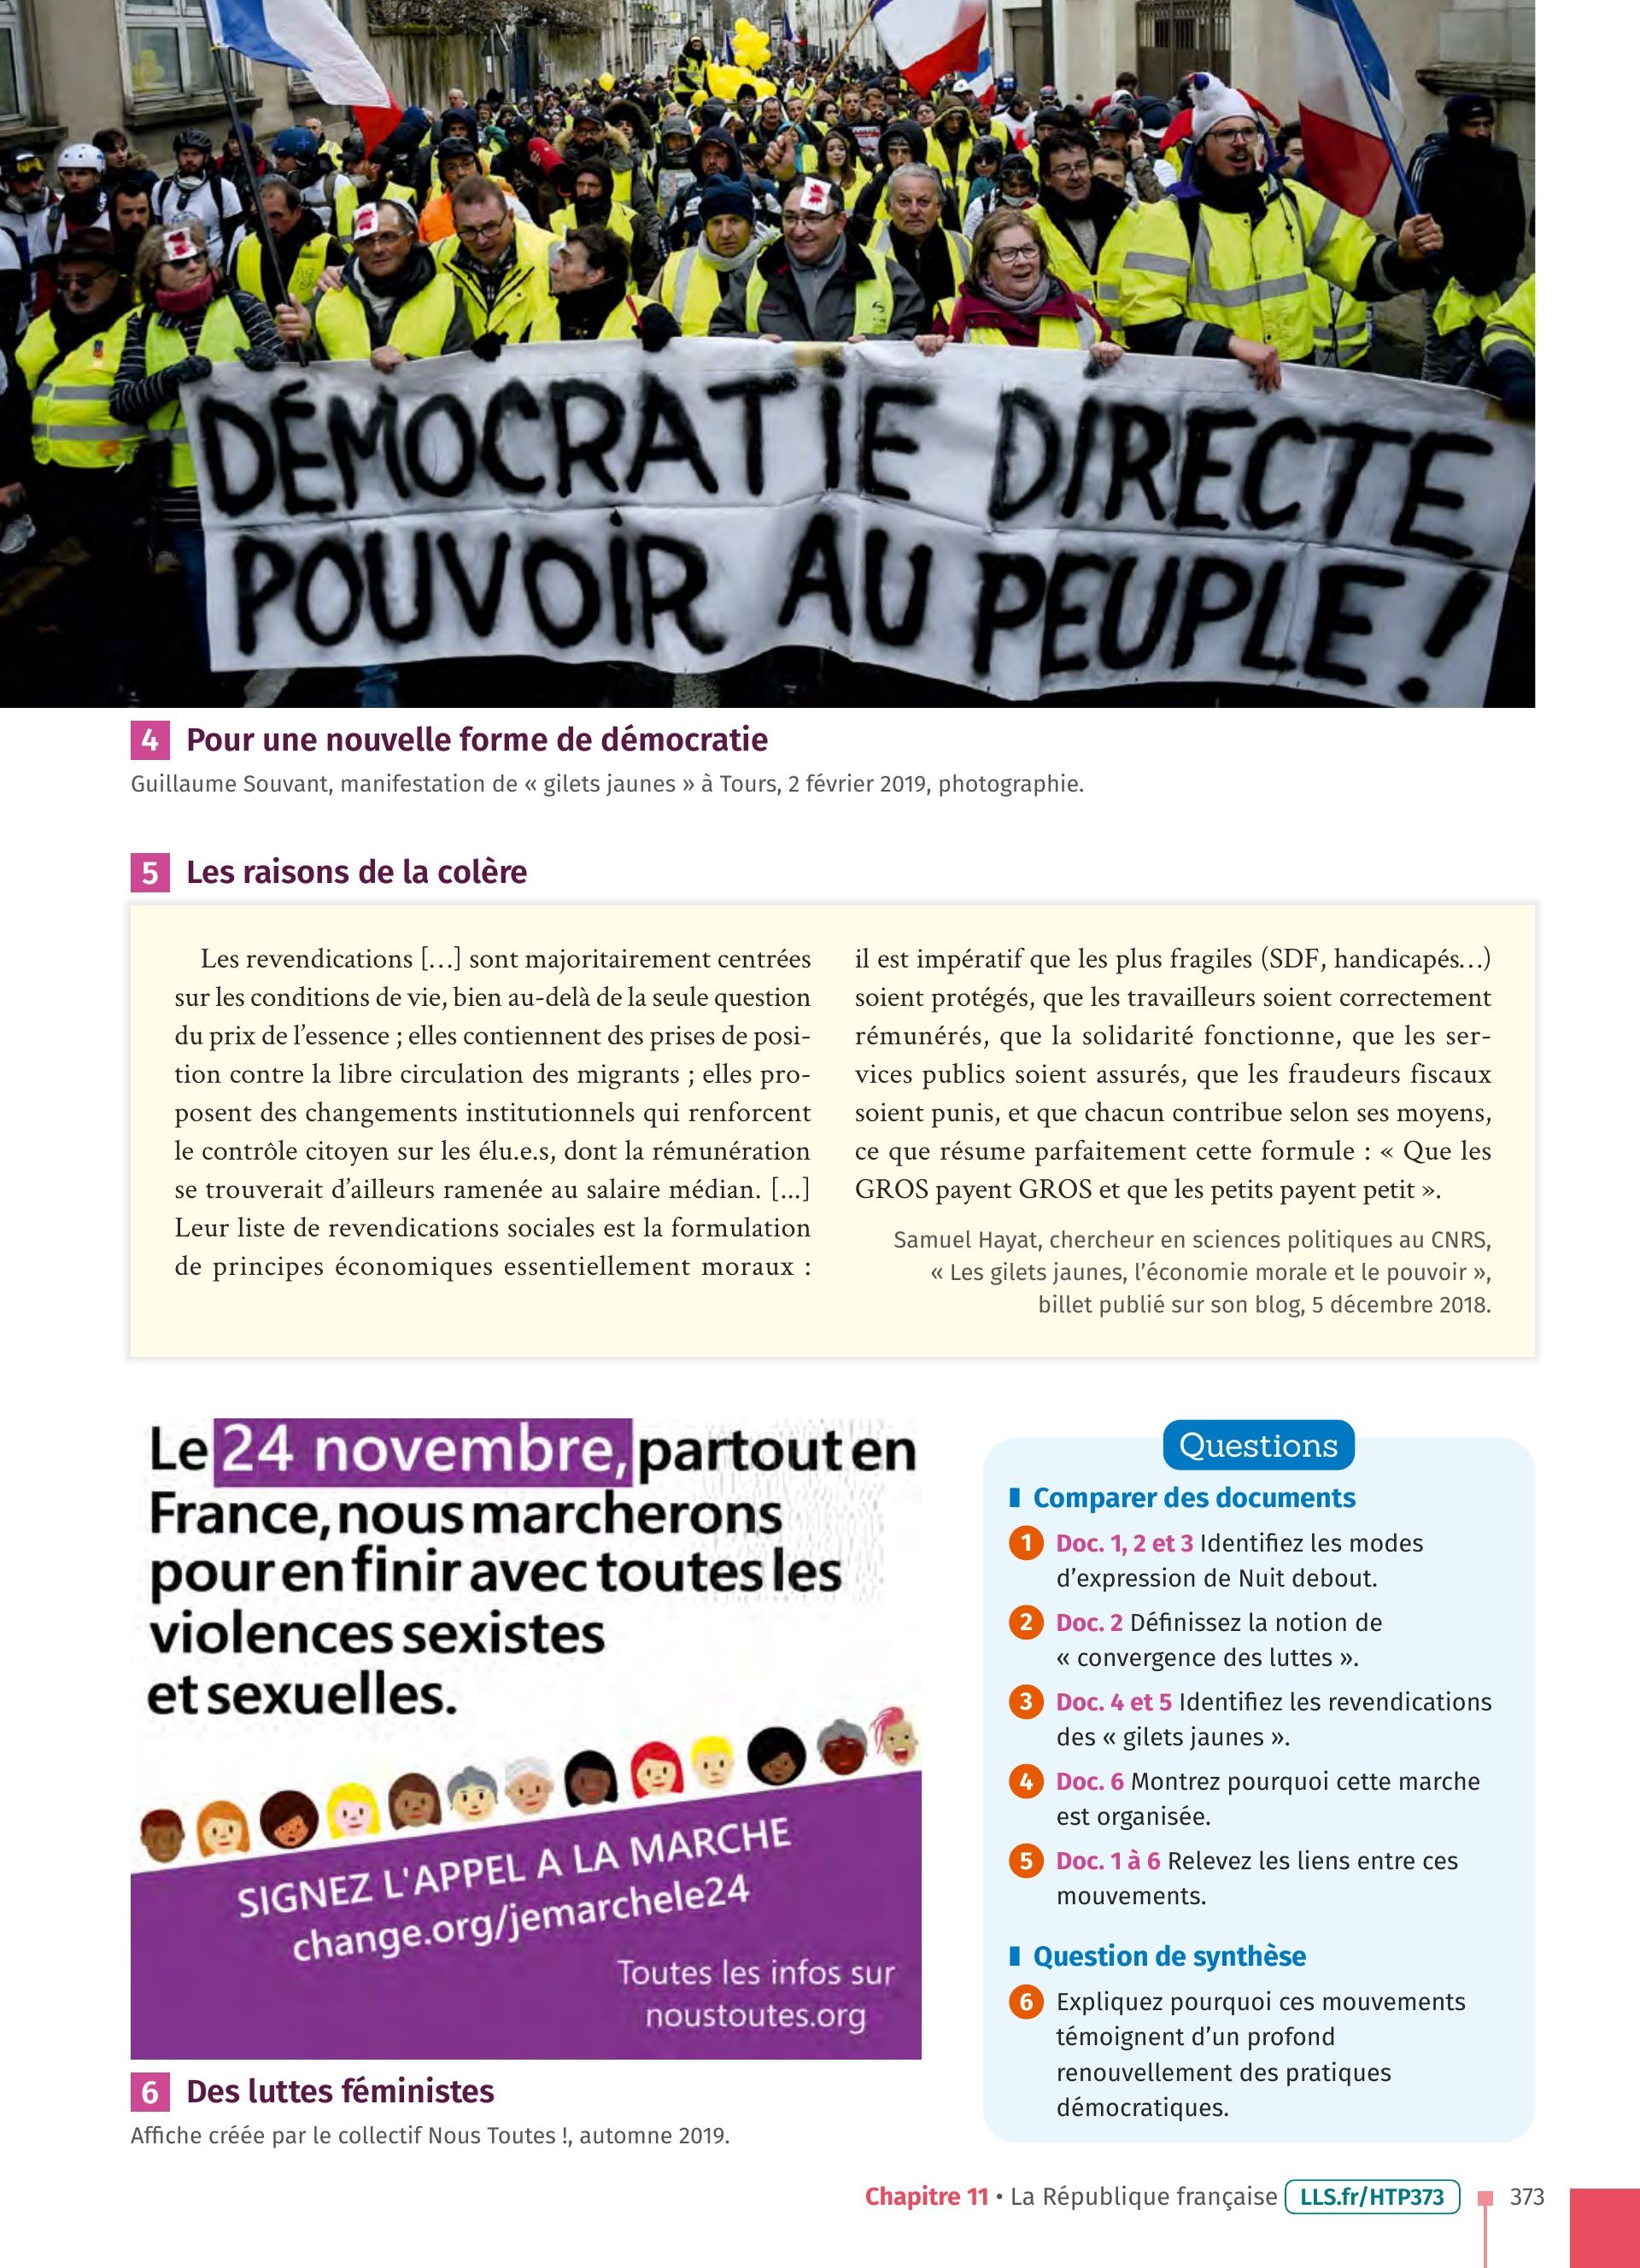 DÉMOCRATIE DIRECTE
POUVOIR AU PEUPLE !
4 Pour une nouvelle forme de démocratie
Guillaume Souvant, manifestation de « gilets jaunes » à Tours, 2 février 2019, photographie.
5 Les raisons de la colère
Les revendications […] sont majoritairement centrées
sur les conditions de vie, bien au-delà de la seule question
du prix de l’essence ; elles contiennent des prises de posi-
tion contre la libre circulation des migrants ; elles pro-
posent des changements institutionnels qui renforcent
le contrôle citoyen sur les élu.e.s, dont la rémunération
se trouverait d’ailleurs ramenée au salaire médian. [...]
Leur liste de revendications sociales est la formulation
de principes économiques essentiellement moraux :
il est impératif que les plus fragiles (SDF, handicapés…)
soient protégés, que les travailleurs soient correctement
rémunérés, que la solidarité fonctionne, que les ser-
vices publics soient assurés, que les fraudeurs fiscaux
soient punis, et que chacun contribue selon ses moyens,
ce que résume parfaitement cette formule : « Que les
GROS payent GROS et que les petits payent petit ».
Samuel Hayat, chercheur en sciences politiques au CNRS,
« Les gilets jaunes, l’économie morale et le pouvoir »,
billet publié sur son blog, 5 décembre 2018.
Le 24 novembre, partout en
France, nous marcherons
pour en finir avec toutes les
violences sexistes
et sexuelles.
SIGNEZ L'APPEL A LA MARCHE
change.org/jemarchele24
Toutes les infos sur
noustoutes.org
6 Des luttes féministes
Affiche créée par le collectif Nous Toutes !, automne 2019.
Questions
Comparer des documents
1 Doc. 1, 2 et 3 Identifiez les modes
d’expression de Nuit debout.
2 Doc. 2 Définissez la notion de
« convergence des luttes ».
3 Doc. 4 et 5 Identifiez les revendications
des « gilets jaunes ».
4 Doc. 6 Montrez pourquoi cette marche
est organisée.
5 Doc. 1 à 6 Relevez les liens entre ces
mouvements.
Question de synthèse
6 Expliquez pourquoi ces mouvements
témoignent d’un profond
renouvellement des pratiques
démocratiques.
Chapitre 11 • La République française LLS.fr/HTP373 373